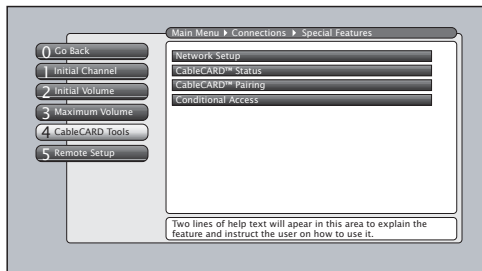 Main Menu ▶ Connections ▶ Special Features
0 Go Back
1 Initial Channel
2 Initial Volume
3 Maximum Volume
4 CableCARD Tools
5 Remote Setup
Network Setup
CableCARD™ Status
CableCARD™ Pairing
Conditional Access
Two lines of help text will apear in this area to explain the
feature and instruct the user on how to use it.